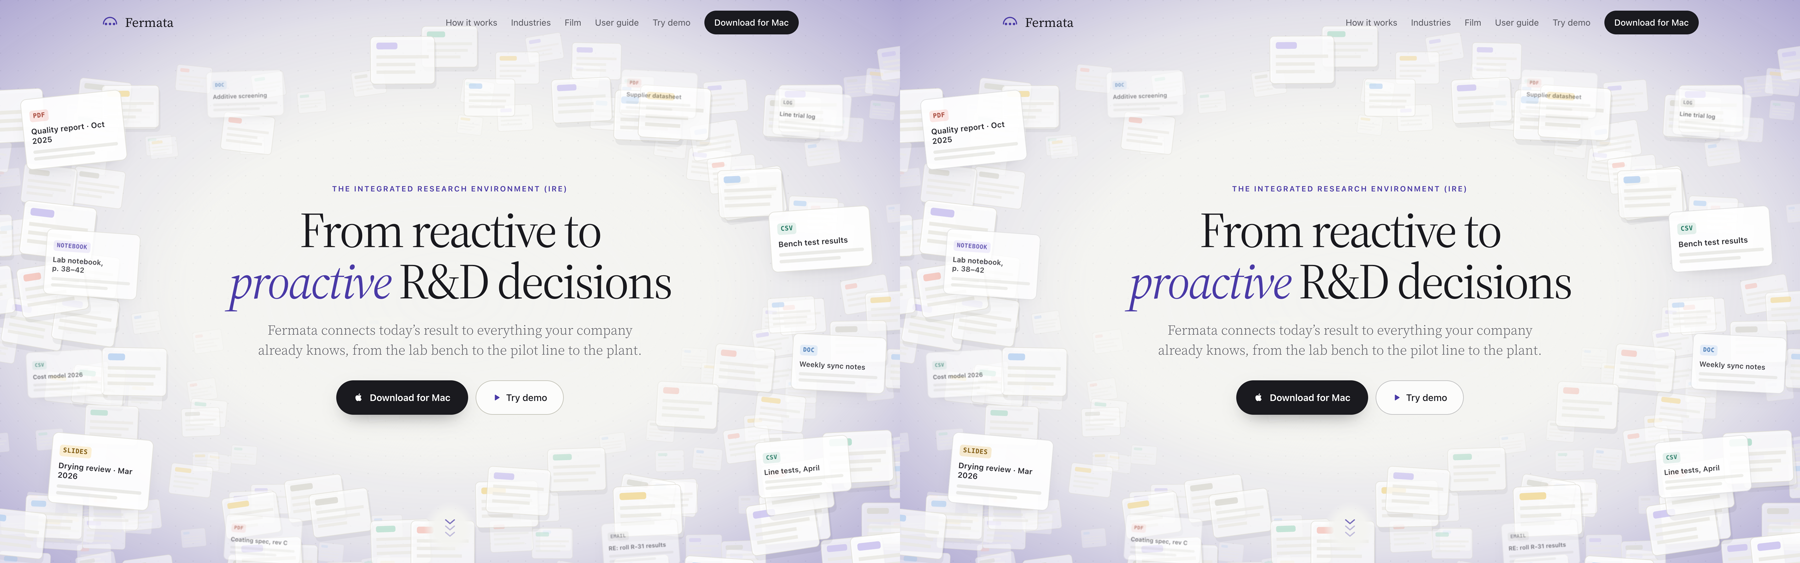 Fermata
How it works Industries Film User guide Try demo Download for Mac
DOC
Additive screening
PDF
Supplier datasheet
LOG
Line trial log
PDF
Quality report · Oct
2025
THE INTEGRATED RESEARCH ENVIRONMENT (IRE)
From reactive to
proactive R&D decisions
Fermata connects today's result to everything your company
already knows, from the lab bench to the pilot line to the plant.
Download for Mac
Try demo
CSV
Bench test results
NOTEBOOK
Lab notebook,
p. 38–42
DOC
Weekly sync notes
CSV
Cost model 2026
SLIDES
Drying review · Mar
2026
CSV
Line tests, April
PDF
Coating spec, rev C
EMAIL
RE: roll R-31 results
Fermata
How it works Industries Film User guide Try demo Download for Mac
DOC
Additive screening
PDF
Supplier datasheet
LOG
Line trial log
PDF
Quality report · Oct
2025
THE INTEGRATED RESEARCH ENVIRONMENT (IRE)
From reactive to
proactive R&D decisions
Fermata connects today's result to everything your company
already knows, from the lab bench to the pilot line to the plant.
Download for Mac
Try demo
CSV
Bench test results
NOTEBOOK
Lab notebook,
p. 38–42
DOC
Weekly sync notes
CSV
Cost model 2026
SLIDES
Drying review · Mar
2026
CSV
Line tests, April
PDF
Coating spec, rev C
EMAIL
RE: roll R-31 results